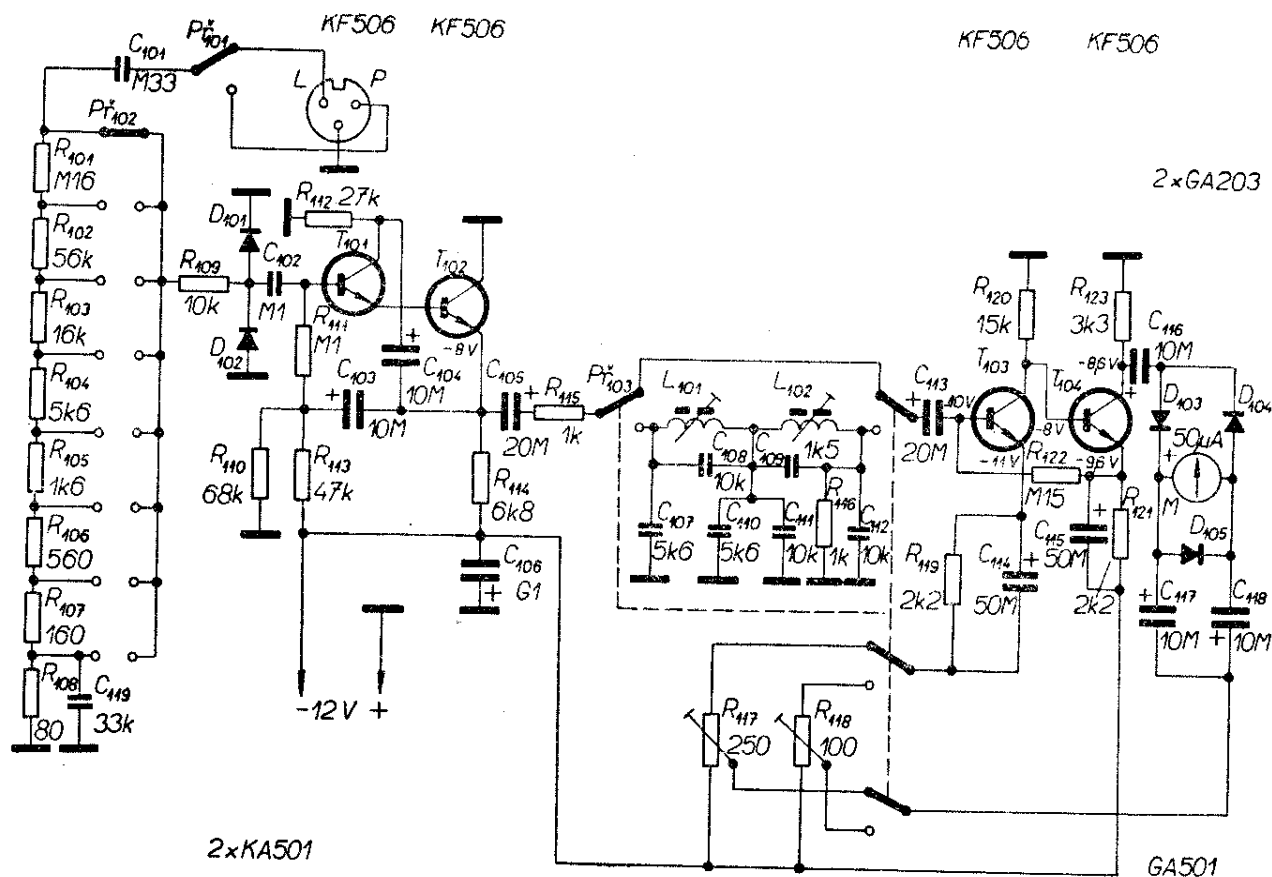 KF506 KF506
KF506 KF506
C101
M33
Př101
L P
Př102
R101
M16
2xGA203
R112 27k
D101
T101
R102
56k
R109
10k
C102
M1
T102
R103
16k
R111
M1
D102
-8V
R104
5k6
C103
10M
C104
10M
C105
20M
R115
1k
Př103
L101
L102
C113
20M
-10V
R120
15k
R123
3k3
C116
10M
T103
-8,6V
T104
D103
D104
50µA
-8V
-11V
R122
M15
-9,6V
M
R105
1k6
R110
68k
R113
47k
R114
6k8
C108
10k
C109
1k5
R116
1k
C107
5k6
C110
5k6
C111
10k
C112
10k
R121
2k2
D105
R106
560
C106
G1
R119
2k2
C114
50M
C115
50M
R107
160
C117
10M
C118
10M
R108
80
C119
33k
-12V +
R117
250
R118
100
2xKA501
GA501